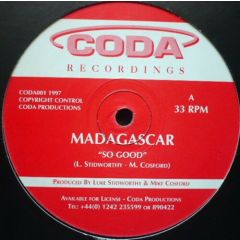 CODA
RECORDINGS
CODA001 1997
COPYRIGHT CONTROL
CODA PRODUCTIONS
A
33 RPM
MADAGASCAR
"SO GOOD"
(L. STIDWORTHY - M. COSFORD)
PRODUCED BY LUKE STIDWORTHY & MIKE COSFORD
AVAILABLE FOR LICENSE - CODA PRODUCTIONS
TEL: +44(0) 1242 235599 OR 890422